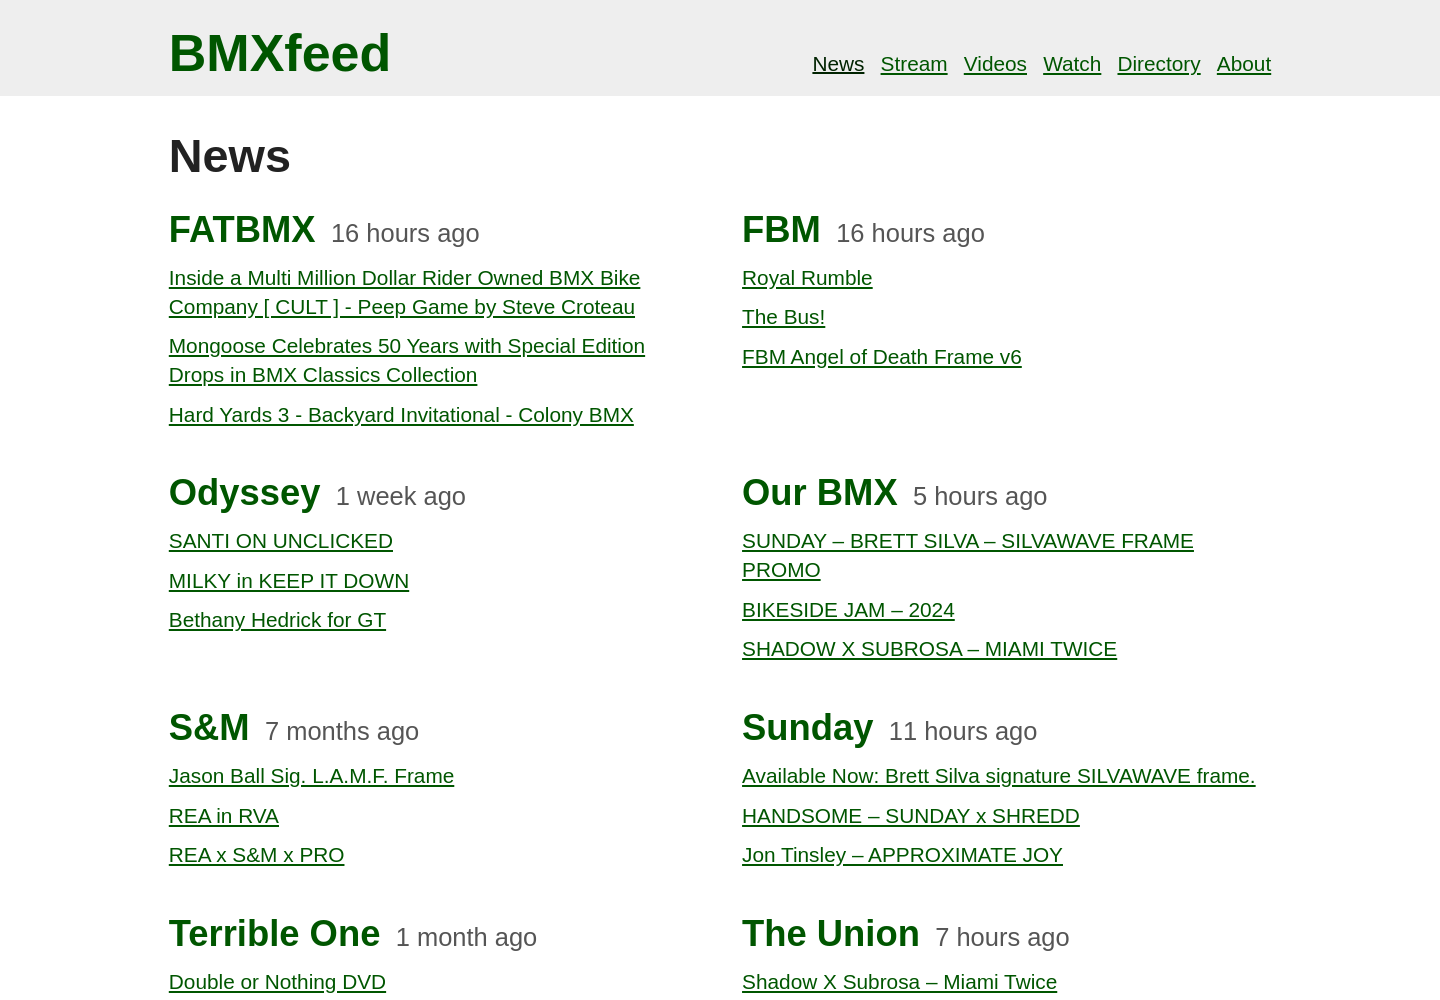 BMXfeed
News Stream Videos Watch Directory About
News
FATBMX 16 hours ago
Inside a Multi Million Dollar Rider Owned BMX Bike
Company [ CULT ] - Peep Game by Steve Croteau
Mongoose Celebrates 50 Years with Special Edition
Drops in BMX Classics Collection
Hard Yards 3 - Backyard Invitational - Colony BMX
FBM 16 hours ago
Royal Rumble
The Bus!
FBM Angel of Death Frame v6
Odyssey 1 week ago
SANTI ON UNCLICKED
MILKY in KEEP IT DOWN
Bethany Hedrick for GT
Our BMX 5 hours ago
SUNDAY – BRETT SILVA – SILVAWAVE FRAME
PROMO
BIKESIDE JAM – 2024
SHADOW X SUBROSA – MIAMI TWICE
S&M 7 months ago
Jason Ball Sig. L.A.M.F. Frame
REA in RVA
REA x S&M x PRO
Sunday 11 hours ago
Available Now: Brett Silva signature SILVAWAVE frame.
HANDSOME – SUNDAY x SHREDD
Jon Tinsley – APPROXIMATE JOY
Terrible One 1 month ago
Double or Nothing DVD
The Union 7 hours ago
Shadow X Subrosa – Miami Twice